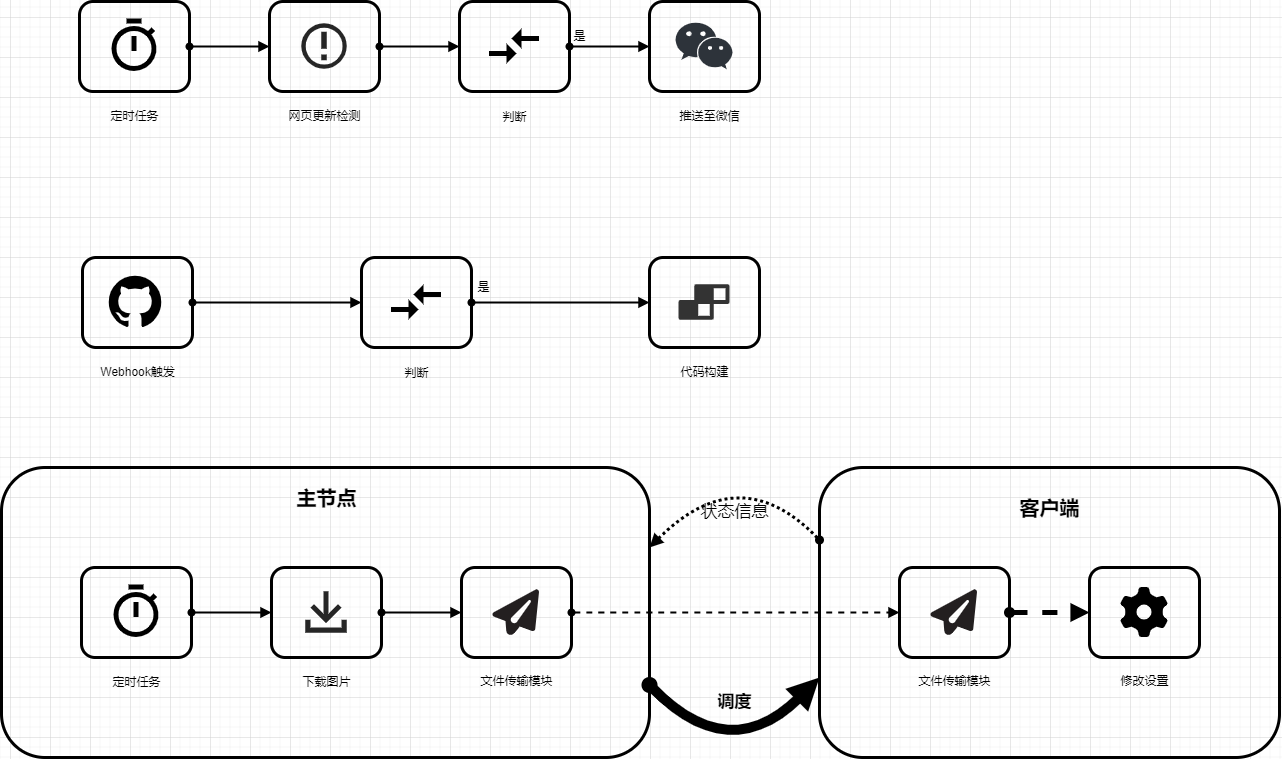 是
定时任务
网页更新检测
判断
推送至微信
是
Webhook触发
判断
代码构建
主节点
状态信息
客户端
定时任务
下载图片
文件传输模块
调度
文件传输模块
修改设置